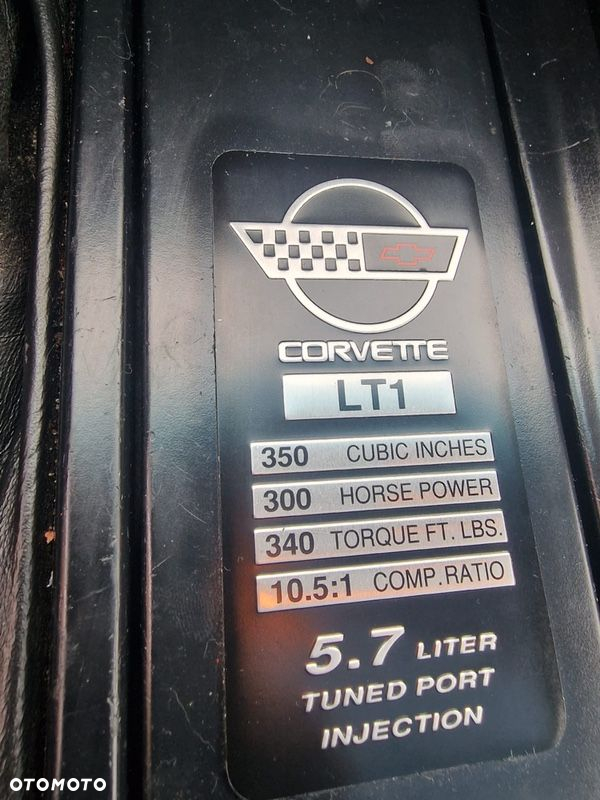 CORVETTE
LT1
350 CUBIC INCHES
300 HORSE POWER
340 TORQUE FT. LBS.
10.5:1 COMP.RATIO
5.7 LITER
TUNED PORT
INJECTION
OTOMOTO